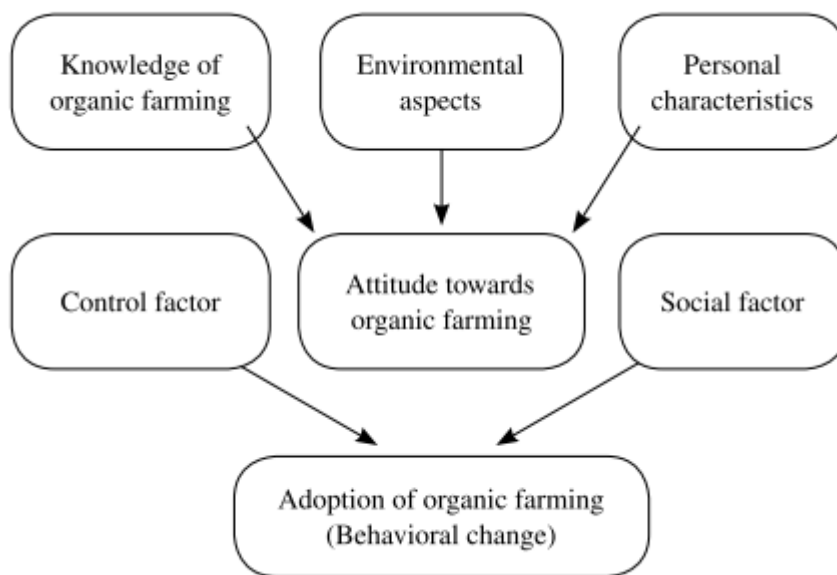 Knowledge of
organic farming
Environmental
aspects
Personal
characteristics
Control factor
Attitude towards
organic farming
Social factor
Adoption of organic farming
(Behavioral change)